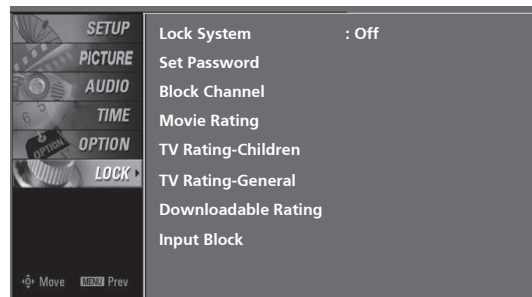 SETUP
PICTURE
AUDIO
TIME
OPTION
LOCK
Move MENU Prev
Lock System : Off
Set Password
Block Channel
Movie Rating
TV Rating-Children
TV Rating-General
Downloadable Rating
Input Block